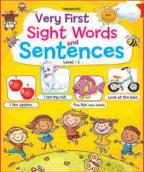 Very First
Sight Words
and
Sentences
Level - 1
I see my cat.
Look at the bike.
I like apples.
The fish can swim.